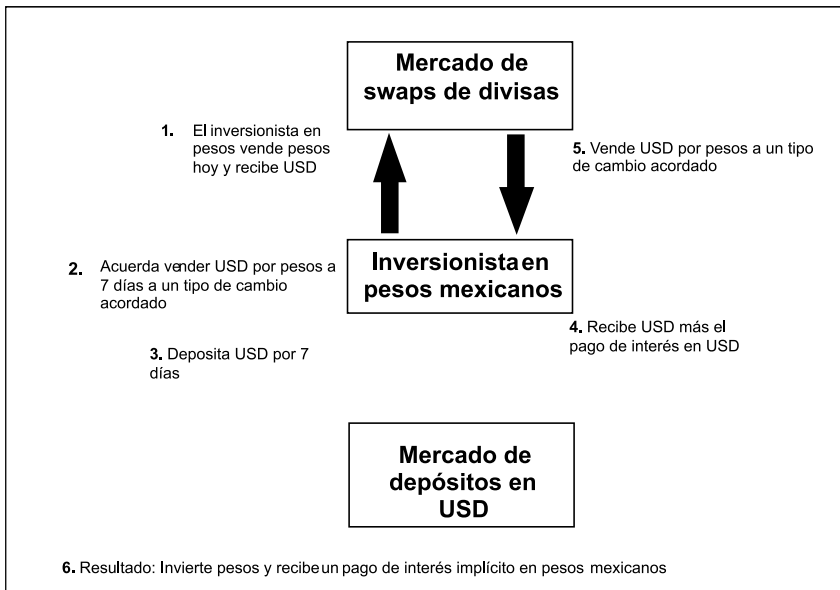 Mercado de
swaps de divisas
1. El inversionista en
pesos vende pesos
hoy y recibe USD
5. Vende USD por pesos a un tipo
de cambio acordado
2. Acuerda vender USD por pesos a
7 días a un tipo de cambio
acordado
Inversionista en
pesos mexicanos
3. Deposita USD por 7
días
4. Recibe USD más el
pago de interés en USD
Mercado de
depósitos en
USD
6. Resultado: Invierte pesos y recibe un pago de interés implícito en pesos mexicanos